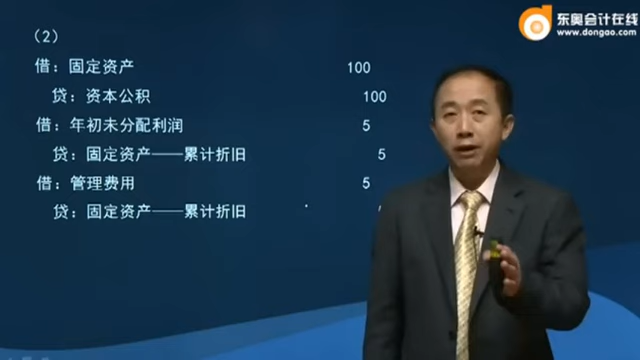 东奥会计在线
www.dongao.com
(2)
借：固定资产 100
贷：资本公积 100
借：年初未分配利润 5
贷：固定资产——累计折旧 5
借：管理费用 5
贷：固定资产——累计折旧